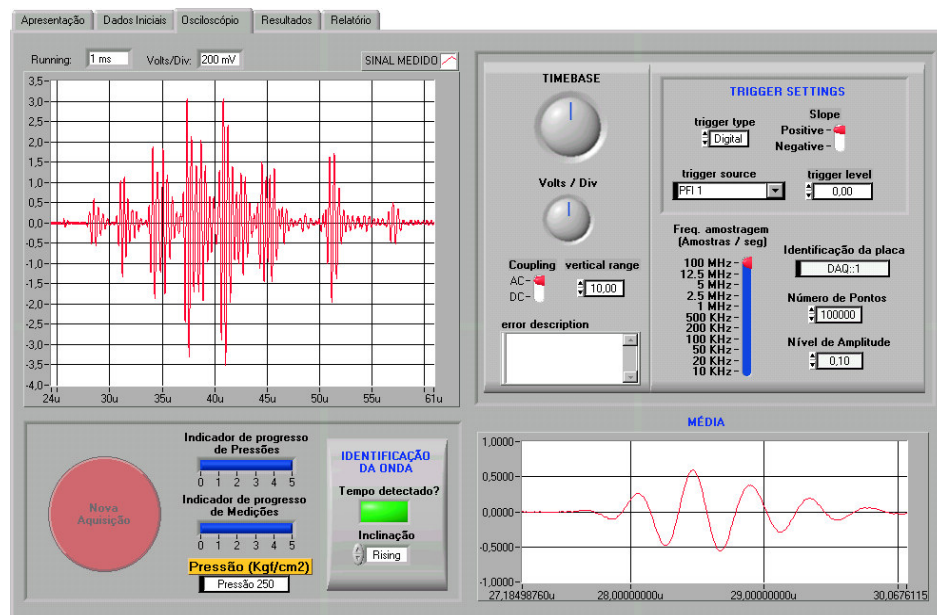 Apresentação Dados Iniciais Osciloscópio Resultados Relatório
Running: 1 ms Volts/Div: 200 mV SINAL MEDIDO
3,5
3,0
2,5
2,0
1,5
1,0
0,5
0,0
-0,5
-1,0
-1,5
-2,0
-2,5
-3,0
-3,5
-4,0
24u 30u 35u 40u 45u 50u 55u 61u
TIMEBASE
Volts / Div
Coupling vertical range
AC
DC
10,00
error description
TRIGGER SETTINGS
trigger type
Digital
Slope
Positive
Negative
trigger source
PFI 1
trigger level
0,00
Freq. amostragem
(Amostras / seg)
100 MHz
12.5 MHz
5 MHz
2.5 MHz
1 MHz
500 KHz
200 KHz
100 KHz
50 KHz
20 KHz
10 KHz
Identificação da placa
DAQ::1
Número de Pontos
100000
Nível de Amplitude
0,10
Nova
Aquisição
Indicador de progresso
de Pressões
0 1 2 3 4 5
Indicador de progresso
de Medições
0 1 2 3 4 5
Pressão (Kgf/cm2)
Pressão 250
IDENTIFICAÇÃO
DA ONDA
Tempo detectado?
Inclinação
Rising
MÉDIA
1,0000
0,5000
0,0000
-0,5000
-1,0000
27,18498760u 28,00000000u 29,00000000u 30,0676115